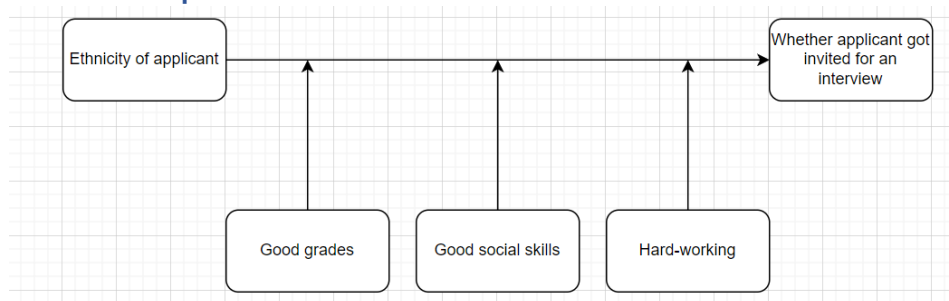 Ethnicity of applicant
Whether applicant got
invited for an
interview
Good grades
Good social skills
Hard-working